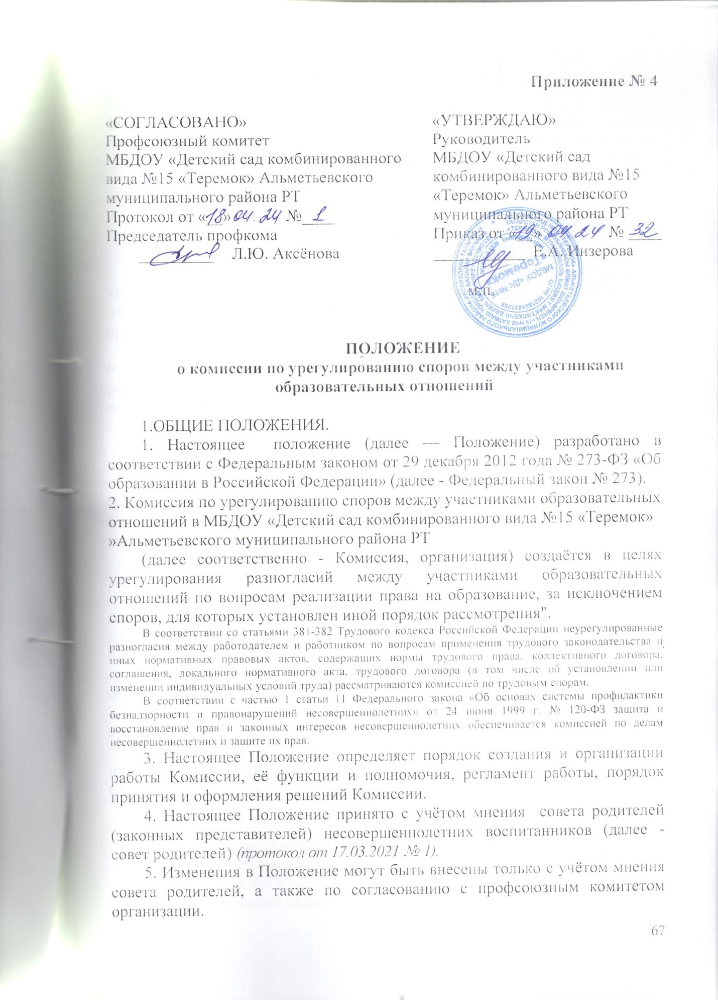 Приложение № 4
«СОГЛАСОВАНО»
Профсоюзный комитет
МБДОУ «Детский сад комбинированного
вида №15 «Теремок» Альметьевского
муниципального района РТ
Протокол от «18» 04. 24 № 1
Председатель профкома
Л.Ю. Аксёнова
«УТВЕРЖДАЮ»
Руководитель
МБДОУ «Детский сад
комбинированного вида №15
«Теремок» Альметьевского
муниципального района РТ
Приказ от «19» 04 24 № 32
Е.А. Инзерова
м.п.
МБДОУ «Д/с №15
«Теремок»
ПОЛОЖЕНИЕ
о комиссии по урегулированию споров между участниками
образовательных отношений
1.ОБЩИЕ ПОЛОЖЕНИЯ.
1. Настоящее положение (далее — Положение) разработано в
соответствии с Федеральным законом от 29 декабря 2012 года № 273-ФЗ «Об
образовании в Российской Федерации» (далее - Федеральный закон № 273).
2. Комиссия по урегулированию споров между участниками образовательных
отношений в МБДОУ «Детский сад комбинированного вида №15 «Теремок»
»Альметьевского муниципального района РТ
(далее соответственно - Комиссия, организация) создаётся в целях
урегулирования разногласий между участниками образовательных
отношений по вопросам реализации права на образование, за исключением
споров, для которых установлен иной порядок рассмотрения".
В соответствии со статьями 381-382 Трудового кодекса Российской Федерации неурегулированные
разногласия между работодателем и работником по вопросам применения трудового законодательства и
иных нормативных правовых актов, содержащих нормы трудового права, коллективного договора,
соглашения, локального нормативного акта, трудового договора (в том числе об установлении или
изменении индивидуальных условий труда) рассматриваются комиссией по трудовым спорам.
В соответствии с частью 1 статьи 11 Федерального закона «Об основах системы профилактики
безнадзорности и правонарушений несовершеннолетних» от 24 июня 1999 г. № 120-ФЗ защита и
восстановление прав и законных интересов несовершеннолетних обеспечивается комиссией по делам
несовершеннолетних и защите их прав.
3. Настоящее Положение определяет порядок создания и организации
работы Комиссии, её функции и полномочия, регламент работы, порядок
принятия и оформления решений Комиссии.
4. Настоящее Положение принято с учётом мнения совета родителей
(законных представителей) несовершеннолетних воспитанников (далее -
совет родителей) (протокол от 17.03.2021 № 1).
5. Изменения в Положение могут быть внесены только с учётом мнения
совета родителей, а также по согласованию с профсоюзным комитетом
организации.
67